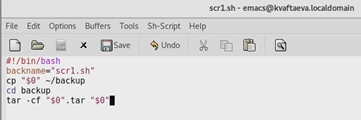 scr1.sh - emacs@kvaftaeva.localdomain
File Edit Options Buffers Tools Sh-Script Help
Save Undo
#!/bin/bash
backname="scr1.sh"
cp "$0" ~/backup
cd backup
tar -cf "$0".tar "$0"